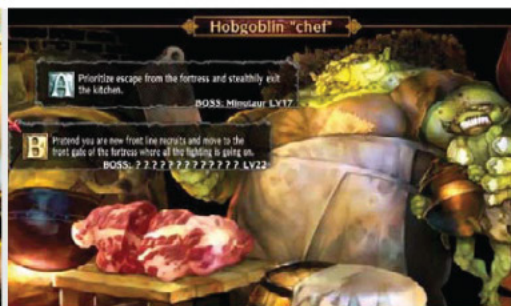 Hobgoblin "chef"
A Prioritize escape from the fortress and stealthily exit
the kitchen.
BOSS: Minotaur LV17
B Pretend you are new front line recruits and move to the
front gate of the fortress where all the fighting is going on.
BOSS: ? ? ? ? ? ? ? ? ? ? ? ? LV22